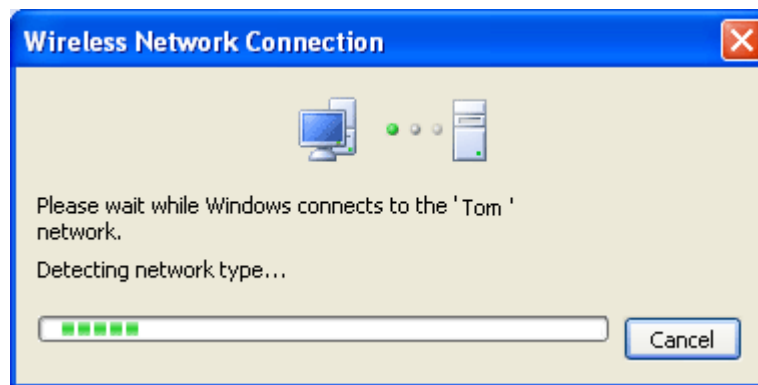 Wireless Network Connection
Please wait while Windows connects to the 'Tom '
network.
Detecting network type...
Cancel